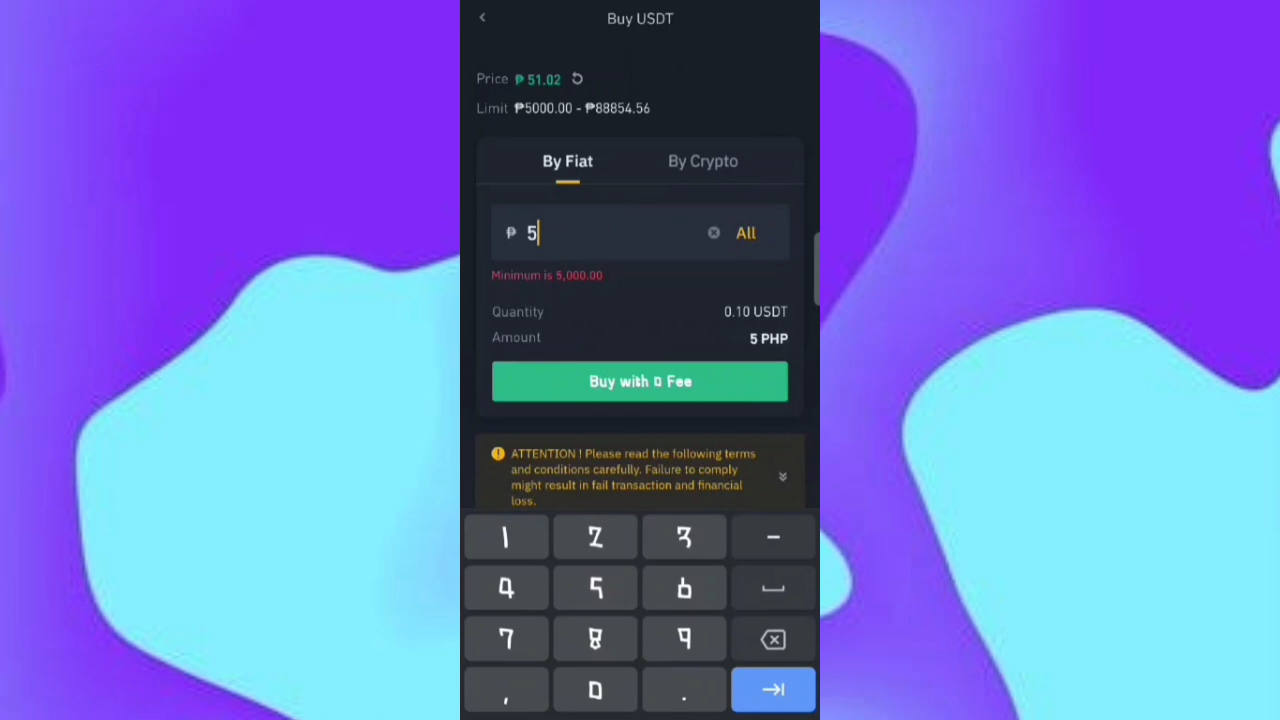 Buy USDT
Price ₱ 51.02
Limit ₱5000.00 - ₱88854.56
By Fiat By Crypto
₱ 5 All
Minimum is 5,000.00
Quantity 0.10 USDT
Amount 5 PHP
Buy with 0 Fee
ATTENTION ! Please read the following terms
and conditions carefully. Failure to comply
might result in fail transaction and financial
loss.
1 2 3 -
4 5 6
7 8 9
, 0 .